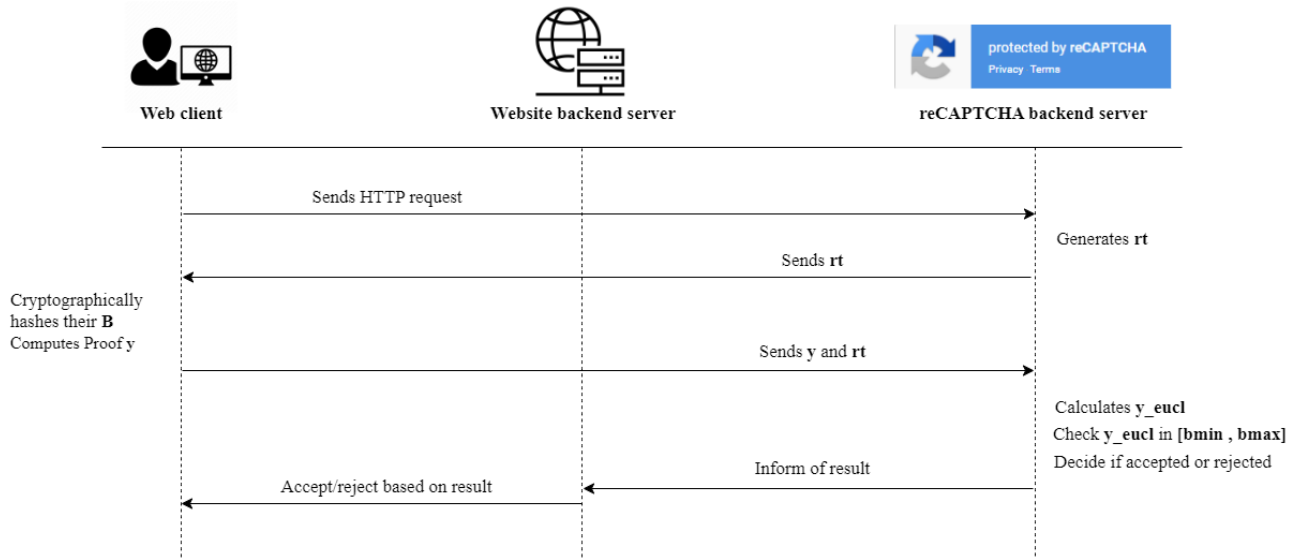 protected by reCAPTCHA
Privacy Terms
Web client
Website backend server
reCAPTCHA backend server
Sends HTTP request
Generates rt
Sends rt
Cryptographically
hashes their B
Computes Proof y
Sends y and rt
Calculates y_eucl
Check y_eucl in [bmin , bmax]
Decide if accepted or rejected
Inform of result
Accept/reject based on result